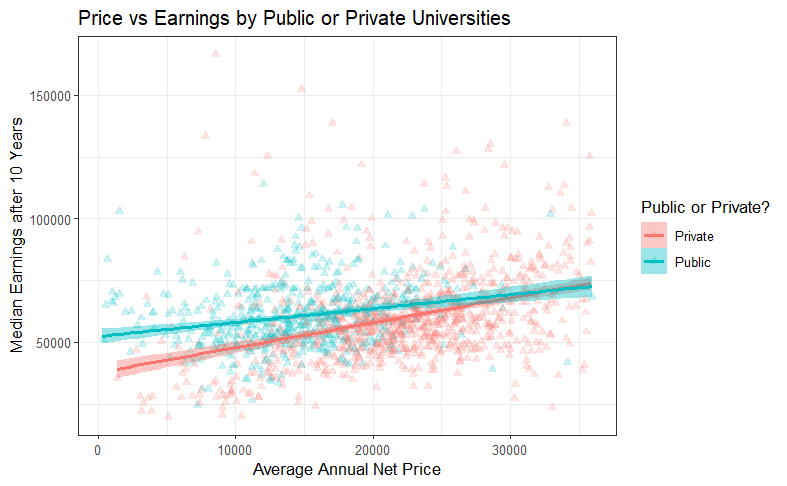 Price vs Earnings by Public or Private Universities
Median Earnings after 10 Years
150000
100000
50000
0
10000
20000
30000
Average Annual Net Price
Public or Private?
Private
Public